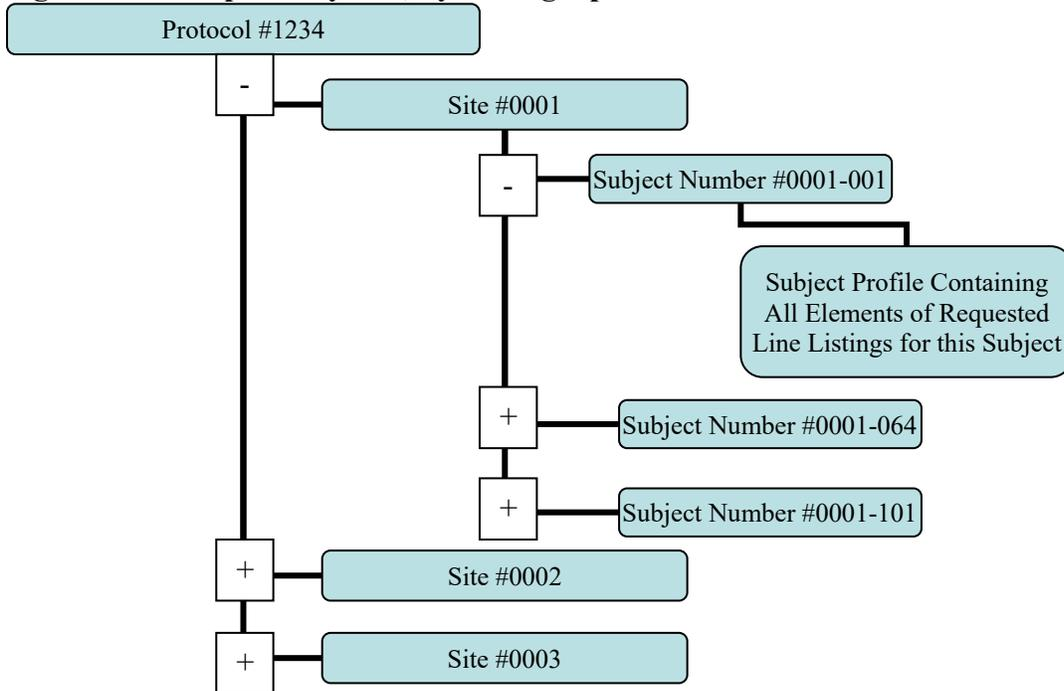 Protocol #1234
-
Site #0001
-
Subject Number #0001-001
Subject Profile Containing
All Elements of Requested
Line Listings for this Subject
+
Subject Number #0001-064
+
Subject Number #0001-101
+
Site #0002
+
Site #0003